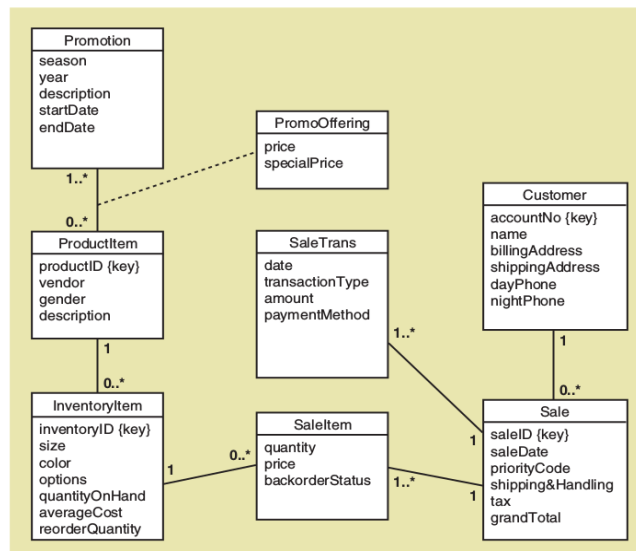 Promotion
season
year
description
startDate
endDate
1..*
0..*
PromoOffering
price
specialPrice
ProductItem
productID {key}
vendor
gender
description
1
0..*
SaleTrans
date
transactionType
amount
paymentMethod
1..*
1
Customer
accountNo {key}
name
billingAddress
shippingAddress
dayPhone
nightPhone
1
0..*
InventoryItem
inventoryID {key}
size
color
options
quantityOnHand
averageCost
reorderQuantity
1
0..*
SaleItem
quantity
price
backorderStatus
1..*
1
Sale
saleID {key}
saleDate
priorityCode
shipping&Handling
tax
grandTotal